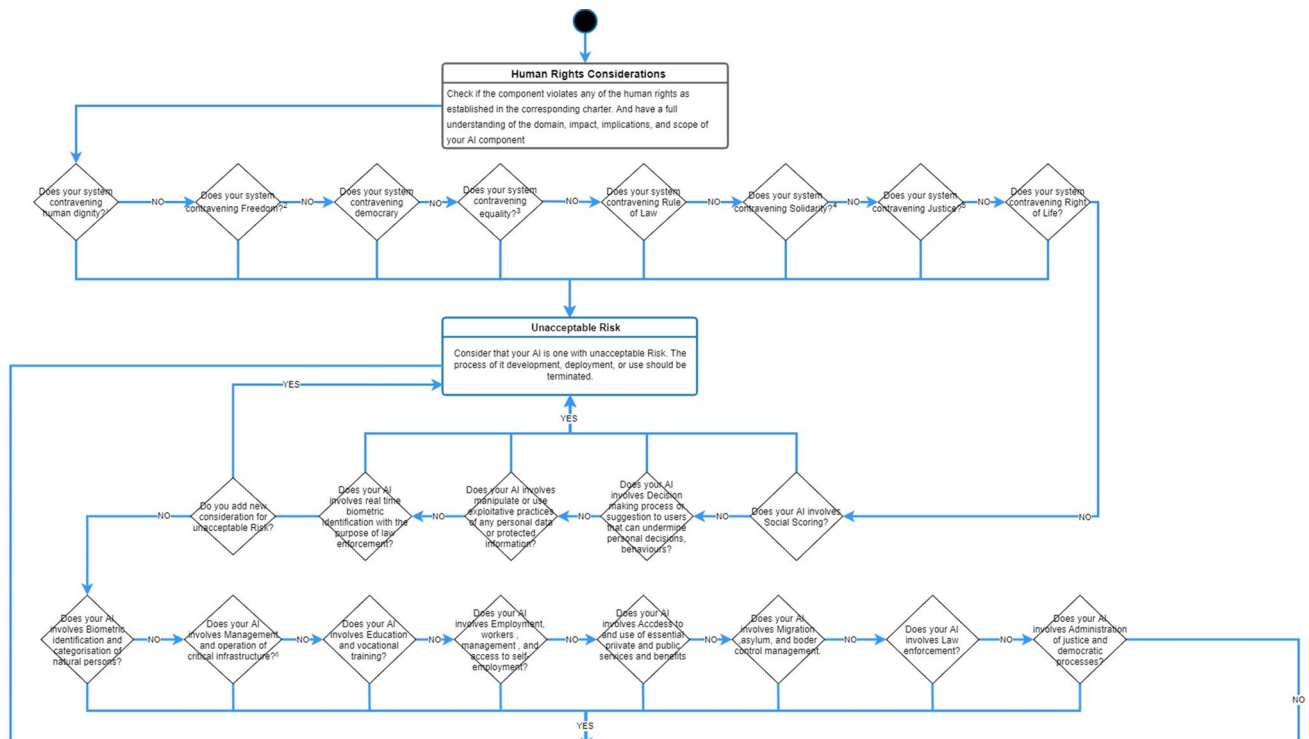 Human Rights Considerations
Check if the component violates any of the human rights as
established in the corresponding charter. And have a full
understanding of the domain, impact, implications, and scope of
your AI component
Does your system
contravening
human dignity?¹
NO
Does your system
contravening Freedom?²
NO
Does your system
contravening
demovrary
NO
Does your system
contravening
equality?³
NO
Does your system
contravening Rule
of Law
NO
Does your system
contravening Solidarity?⁴
NO
Does your system
contravening Justice?⁵
NO
Does your system
contravening Right
of Life?
Unacceptable Risk
Consider that your AI is one with unacceptable Risk. The
process of it development, deployment, or use should be
terminated.
YES
YES
NO
Do you add new
consideration for
unacceptable Risk?
Does your AI
involves real time
biometric
identification with the
purpose of law
enforcement?
NO
Does your AI involves
manipulate or use
exploitative practices
of any personal data
or protected
information?
NO
Does your AI
involves Decision
making process or
suggestion to users
that can undermine
personal decisions,
behaviours?
NO
Does your AI involves
Social Scoring?
NO
Does your AI
involves Biometric
identification and
categorisation of
natural persons?
NO
Does your AI
involves Management
and operation of
critical infrastructure?⁶
NO
Does your AI
involves Education
and vocational
training?
NO
Does your AI
involves Employment,
workers ,
management , and
access to self-
employment?
NO
Does your AI
involves Accdess to
and use of essential
private and public
services and benefits
NO
Does your AI
involves Migration
asylum, and boder
control management.
NO
Does your AI
involves Law
enforcement?
NO
Does your AI
involves Administration
of justice and
democratic
processes?
NO
YES